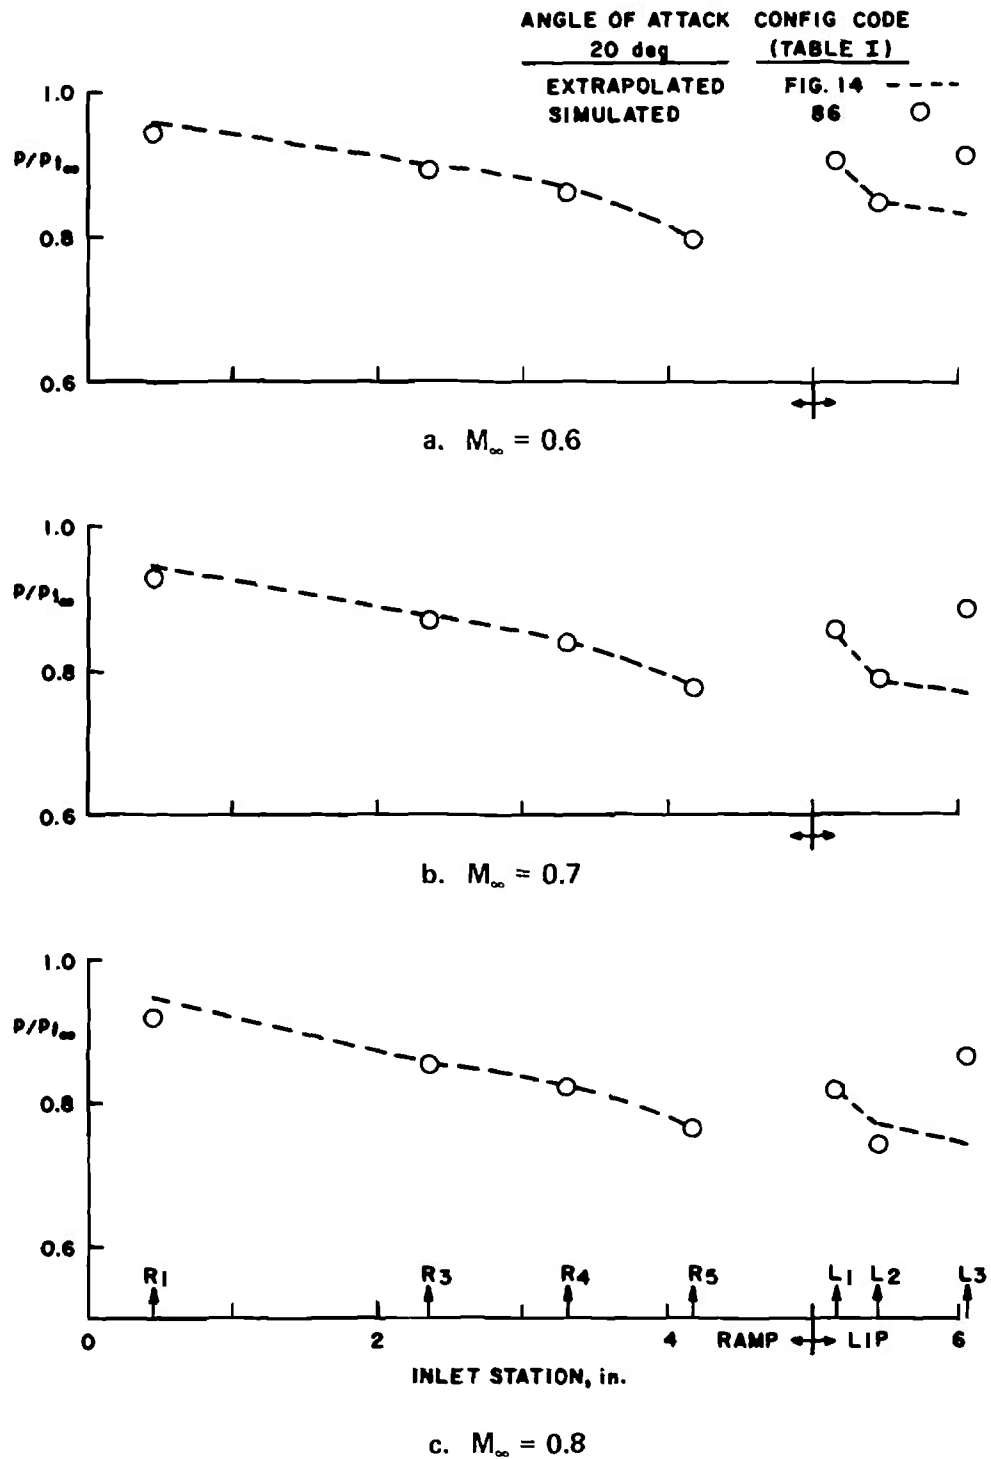 ANGLE OF ATTACK CONFIG CODE
20 deg (TABLE I)
EXTRAPOLATED FIG. 14
SIMULATED 86
1.0
P/Pt∞
0.8
0.6
a. M∞ = 0.6
1.0
P/Pt∞
0.8
0.6
b. M∞ = 0.7
1.0
P/Pt∞
0.8
0.6
R1 R3 R4 R5 L1 L2 L3
0 2 4 RAMP LIP 6
INLET STATION, in.
c. M∞ = 0.8